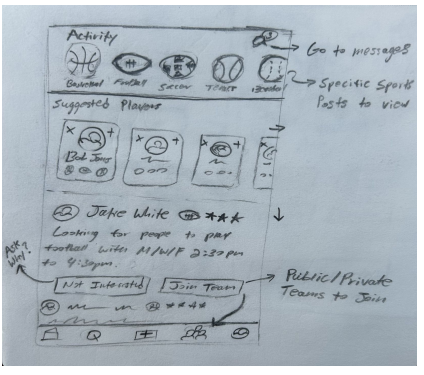 Activity
Go to messages
Basketball Football Soccer Tennis Baseball
Specific Sports
Posts to view
Suggested Players
x +
x +
x +
Bob Jones
Jake White ***
Looking for people to play
football with M/W/F 2:30pm
to 4:30pm.
Ask
Why?
Not Interested Join Team
Public/Private
Teams to Join